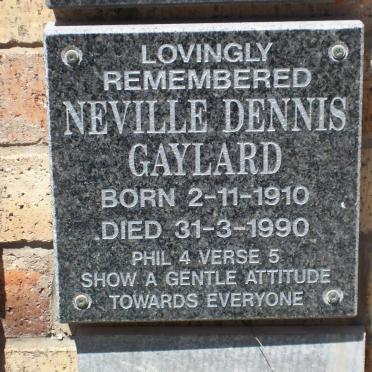 LOVINGLY
REMEMBERED
NEVILLE DENNIS
GAYLARD
BORN 2-11-1910
DIED 31-3-1990
PHIL 4 VERSE 5
SHOW A GENTLE ATTITUDE
TOWARDS EVERYONE